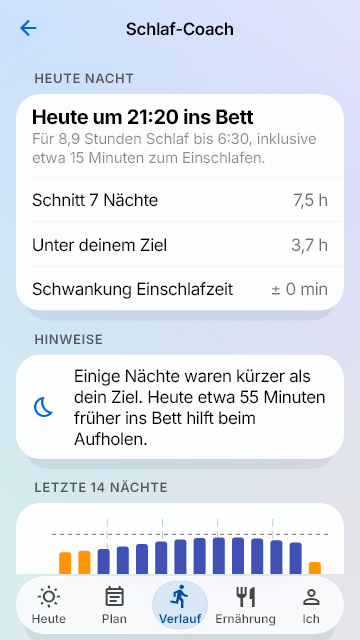 Schlaf-Coach
HEUTE NACHT
Heute um 21:20 ins Bett
Für 8,9 Stunden Schlaf bis 6:30, inklusive
etwa 15 Minuten zum Einschlafen.
Schnitt 7 Nächte 7,5 h
Unter deinem Ziel 3,7 h
Schwankung Einschlafzeit ± 0 min
HINWEISE
Einige Nächte waren kürzer als
dein Ziel. Heute etwa 55 Minuten
früher ins Bett hilft beim
Aufholen.
LETZTE 14 NÄCHTE
Heute Plan Verlauf Ernährung Ich